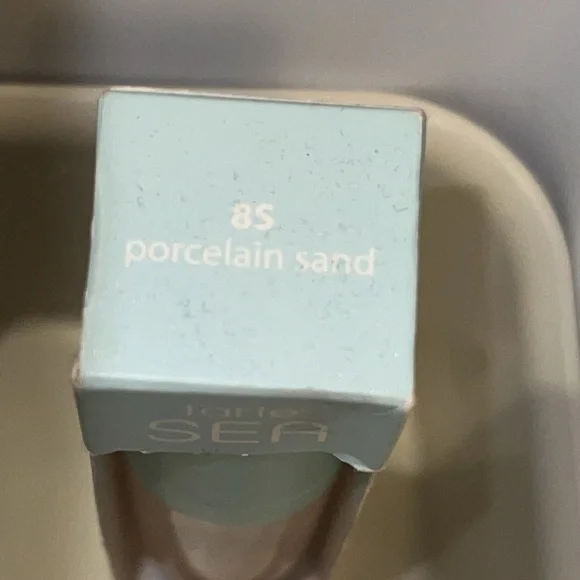 8S
porcelain sand
tarte
SEA